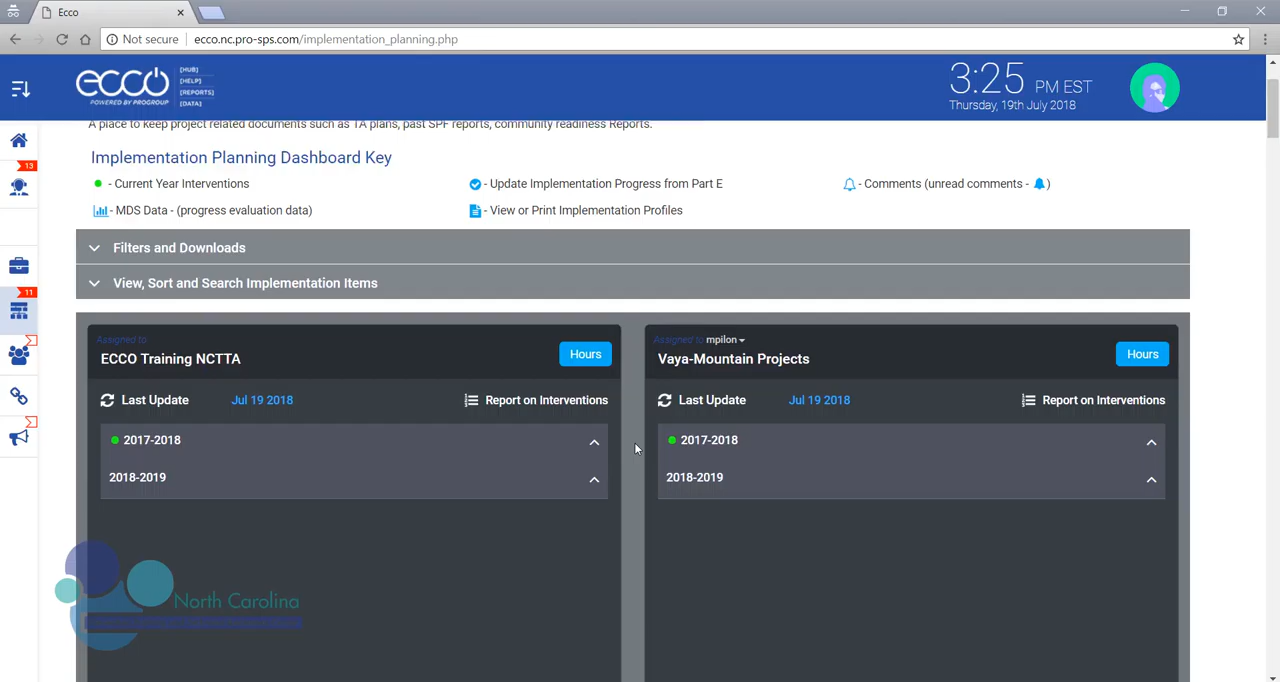 Ecco
Not secure | ecco.nc.pro-sps.com/implementation_planning.php
ecco
POWERED BY PROGROUP
[HUB]
[HELP]
[REPORTS]
[DATA]
3:25 PM EST
Thursday, 19th July 2018
A place to keep project related documents such as TA plans, past SPF reports, community readiness Reports.
Implementation Planning Dashboard Key
- Current Year Interventions
- Update Implementation Progress from Part E
- Comments (unread comments - )
- MDS Data - (progress evaluation data)
- View or Print Implementation Profiles
13
11
Filters and Downloads
View, Sort and Search Implementation Items
Assigned to
ECCO Training NCTTA
Hours
Last Update Jul 19 2018
Report on Interventions
2017-2018
2018-2019
Assigned to mpilon
Vaya-Mountain Projects
Hours
Last Update Jul 19 2018
Report on Interventions
2017-2018
2018-2019
North Carolina